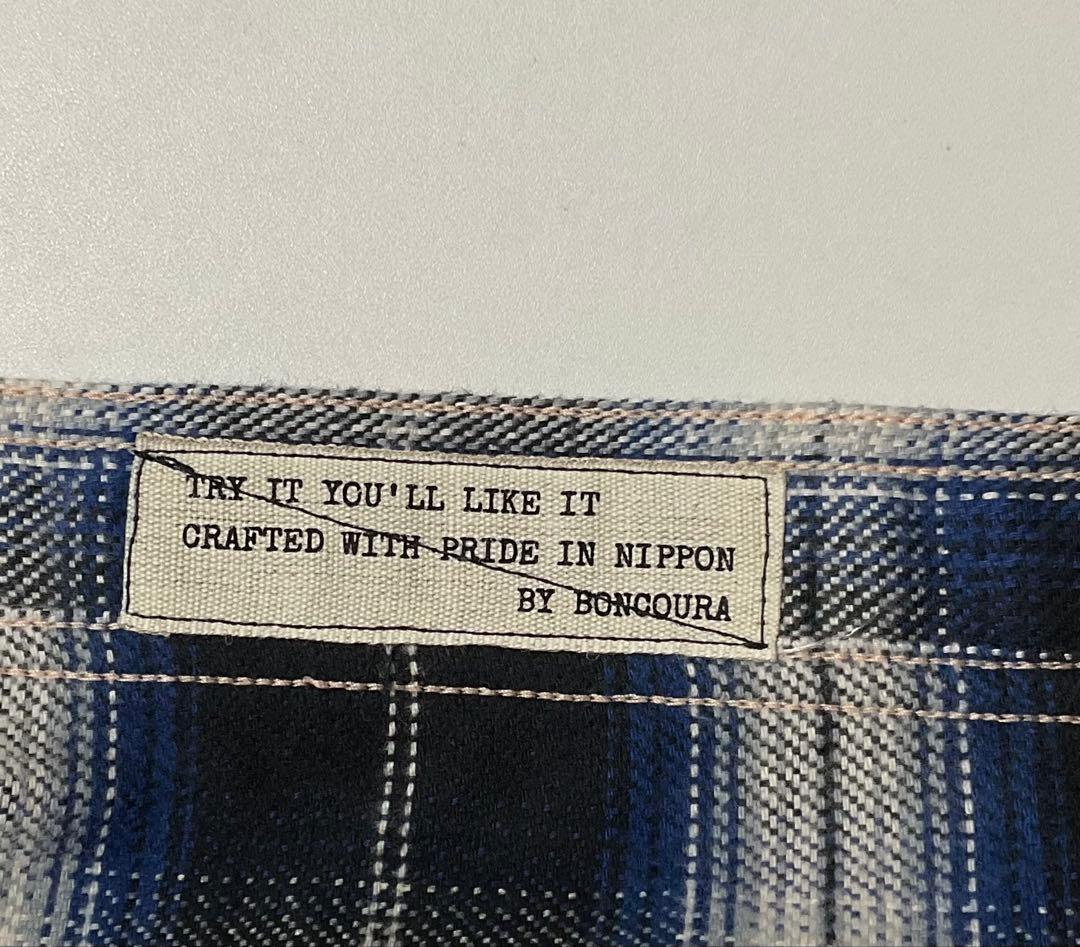 TRY IT YOU'LL LIKE IT
CRAFTED WITH PRIDE IN NIPPON
BY BONCOURA